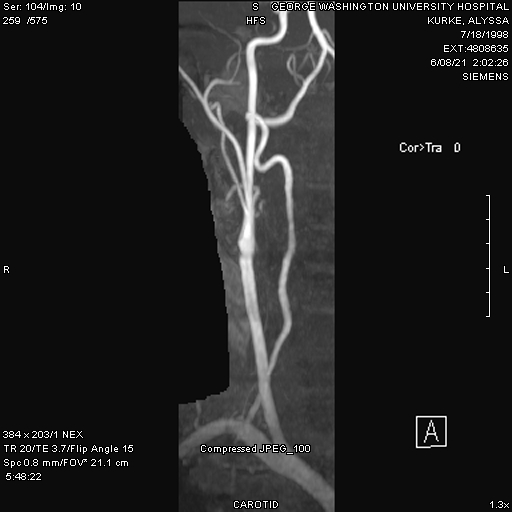 Ser: 104/Img: 10
259 /575
S GEORGE WASHINGTON UNIVERSITY HOSPITAL
HFS
KURKE, ALYSSA
7/18/1998
EXT:4808635
6/08/21 2:02:26
SIEMENS
Cor>Tra 0
R
L
384 x 203/1 NEX
TR 20/TE 3.7/Flip Angle 15
Spc 0.8 mm/FOV* 21.1 cm
5:48:22
A
Compressed JPEG_100
CAROTID
1.3x